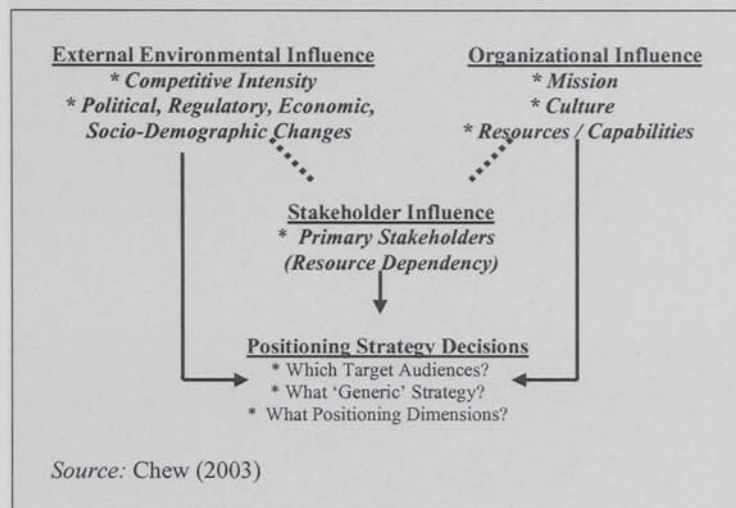 External Environmental Influence
* Competitive Intensity
* Political, Regulatory, Economic,
Socio-Demographic Changes
Organizational Influence
* Mission
* Culture
* Resources / Capabilities
Stakeholder Influence
* Primary Stakeholders
(Resource Dependency)
Positioning Strategy Decisions
* Which Target Audiences?
* What ‘Generic’ Strategy?
* What Positioning Dimensions?
Source: Chew (2003)